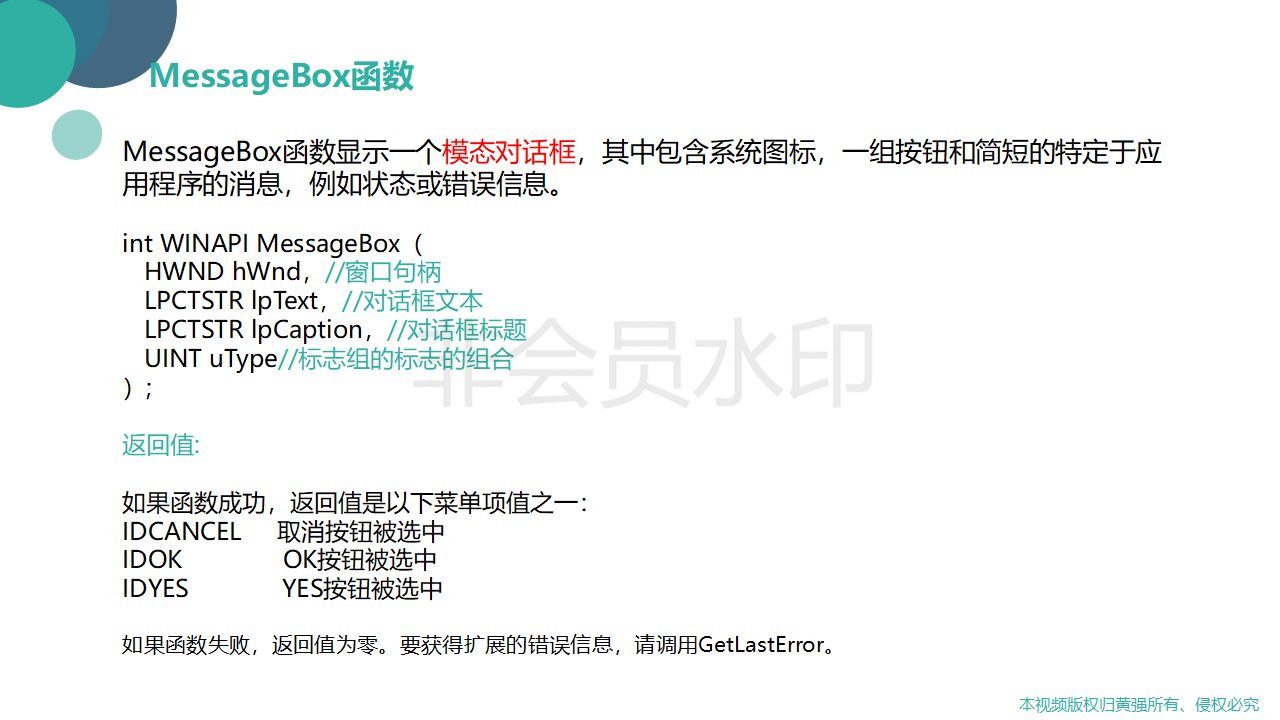 MessageBox函数
MessageBox函数显示一个模态对话框，其中包含系统图标，一组按钮和简短的特定于应
用程序的消息，例如状态或错误信息。
int WINAPI MessageBox（
HWND hWnd，//窗口句柄
LPCTSTR lpText，//对话框文本
LPCTSTR lpCaption，//对话框标题
UINT uType//标志组的标志的组合
）;
非会员水印
返回值:
如果函数成功，返回值是以下菜单项值之一：
IDCANCEL 取消按钮被选中
IDOK OK按钮被选中
IDYES YES按钮被选中
如果函数失败，返回值为零。要获得扩展的错误信息，请调用GetLastError。
本视频版权归黄强所有、侵权必究